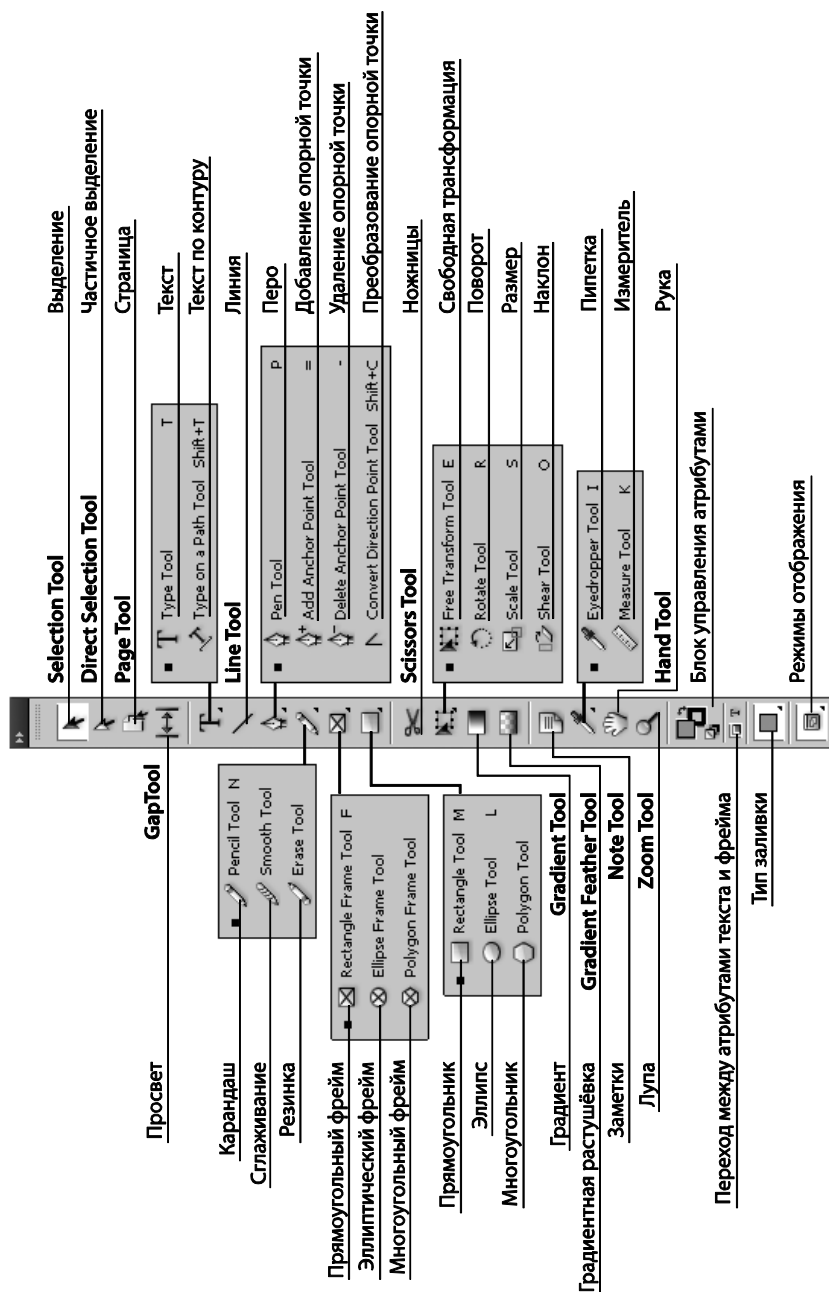 Выделение
Частичное выделение
Страница
Текст
Текст по контуру
Линия
Перо
Добавление опорной точки
Удаление опорной точки
Преобразование опорной точки
Ножницы
Свободная трансформация
Поворот
Размер
Наклон
Пипетка
Измеритель
Рука
Блок управления атрибутами
Режимы отображения
Selection Tool
Direct Selection Tool
Page Tool
Type Tool T
Type on a Path Tool Shift+T
Line Tool
Pen Tool P
Add Anchor Point Tool =
Delete Anchor Point Tool -
Convert Direction Point Tool Shift+C
Scissors Tool
Free Transform Tool E
Rotate Tool R
Scale Tool S
Shear Tool O
Eyedropper Tool I
Measure Tool K
Hand Tool
GapTool
Pencil Tool N
Smooth Tool
Erase Tool
Rectangle Frame Tool F
Ellipse Frame Tool
Polygon Frame Tool
Rectangle Tool M
Ellipse Tool L
Polygon Tool
Gradient Tool
Gradient Feather Tool
Note Tool
Zoom Tool
Просвет
Карандаш
Сглаживание
Резинка
Прямоугольный фрейм
Эллиптический фрейм
Многоугольный фрейм
Прямоугольник
Эллипс
Многоугольник
Градиент
Градиентная растушёвка
Заметки
Лупа
Переход между атрибутами текста и фрейма
Тип заливки